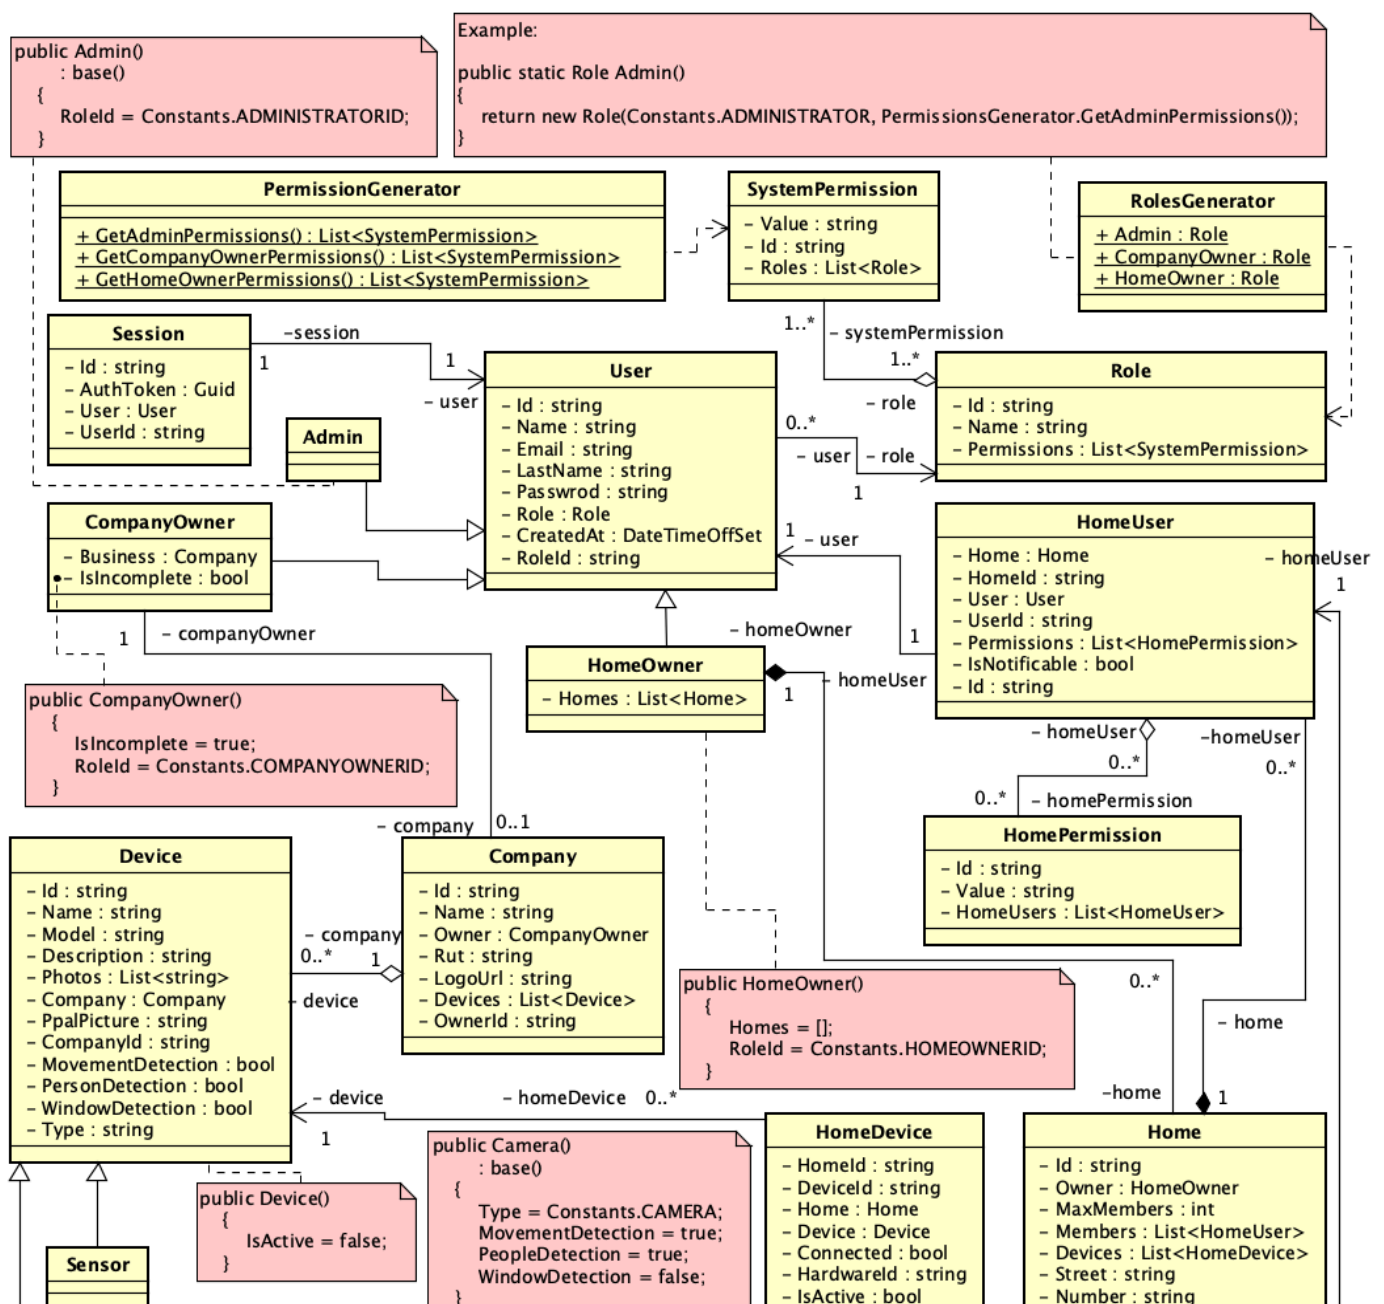 public Admin()
: base()
{
RoleId = Constants.ADMINISTRATORID;
}
Example:
public static Role Admin()
{
return new Role(Constants.ADMINISTRATOR, PermissionsGenerator.GetAdminPermissions());
}
PermissionGenerator
+ GetAdminPermissions() : List<SystemPermission>
+ GetCompanyOwnerPermissions() : List<SystemPermission>
+ GetHomeOwnerPermissions() : List<SystemPermission>
SystemPermission
- Value : string
- Id : string
- Roles : List<Role>
RolesGenerator
+ Admin : Role
+ CompanyOwner : Role
+ HomeOwner : Role
Session
- Id : string
- AuthToken : Guid
- User : User
- UserId : string
-session
1
1
- user
1..*
- systemPermission
1..*
- role
User
- Id : string
- Name : string
- Email : string
- LastName : string
- Passwrod : string
- Role : Role
- CreatedAt : DateTimeOffSet
- RoleId : string
Role
- Id : string
- Name : string
- Permissions : List<SystemPermission>
0..*
- user
- role
1
Admin
CompanyOwner
- Business : Company
- IsIncomplete : bool
HomeUser
- Home : Home
- HomeId : string
- User : User
- UserId : string
- Permissions : List<HomePermission>
- IsNotificable : bool
- Id : string
- homeUser
1
1
- user
1
1
- companyOwner
- homeOwner
HomeOwner
- Homes : List<Home>
1
- homeUser
public CompanyOwner()
{
IsIncomplete = true;
RoleId = Constants.COMPANYOWNERID;
}
- homeUser
0..*
-homeUser
0..*
0..*
- homePermission
HomePermission
- Id : string
- Value : string
- HomeUsers : List<HomeUser>
- company
0..1
Device
- Id : string
- Name : string
- Model : string
- Description : string
- Photos : List<string>
- Company : Company
- PpalPicture : string
- CompanyId : string
- MovementDetection : bool
- PersonDetection : bool
- WindowDetection : bool
- Type : string
- company
0..*
1
- device
Company
- Id : string
- Name : string
- Owner : CompanyOwner
- Rut : string
- LogoUrl : string
- Devices : List<Device>
- OwnerId : string
public HomeOwner()
{
Homes = [];
RoleId = Constants.HOMEOWNERID;
}
0..*
- home
-home
1
- device
1
- homeDevice
0..*
public Device()
{
IsActive = false;
}
Sensor
public Camera()
: base()
{
Type = Constants.CAMERA;
MovementDetection = true;
PeopleDetection = true;
WindowDetection = false;
}
HomeDevice
- HomeId : string
- DeviceId : string
- Home : Home
- Device : Device
- Connected : bool
- HardwareId : string
- IsActive : bool
Home
- Id : string
- Owner : HomeOwner
- MaxMembers : int
- Members : List<HomeUser>
- Devices : List<HomeDevice>
- Street : string
- Number : string